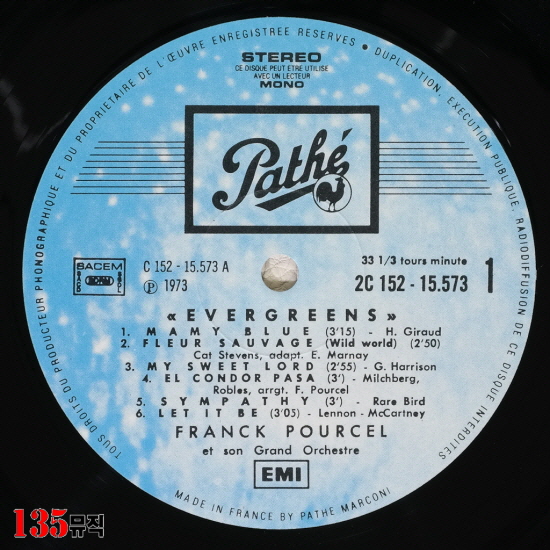 TOUS DROITS DU PRODUCTEUR PHONOGRAPHIQUE ET DU PROPRIETAIRE DE L'ŒUVRE ENREGISTREE RESERVES • DUPLICATION, EXECUTION PUBLIQUE, RADIODIFFUSION DE CE DISQUE INTERDITES
STEREO
CE DISQUE PEUT ETRE UTILISE
AVEC UN LECTEUR
MONO
Pathé
SACEM
C 152 - 15.573 A
Ⓟ 1973
33 1/3 tours minute
2C 152 - 15.573 1
« EVERGREENS »
1. MAMY BLUE (3'15) - H. Giraud
2. FLEUR SAUVAGE (Wild world) (2'50)
Cat Stevens, adapt. E. Marnay
3. MY SWEET LORD (2'55) - G. Harrison
4. EL CONDOR PASA (3') - Milchberg,
Robles, arrgt. F. Pourcel
5. SYMPATHY (3') - Rare Bird
6. LET IT BE (3'05) - Lennon - McCartney
FRANCK POURCEL
et son Grand Orchestre
EMI
MADE IN FRANCE BY PATHE MARCONI
135뮤직